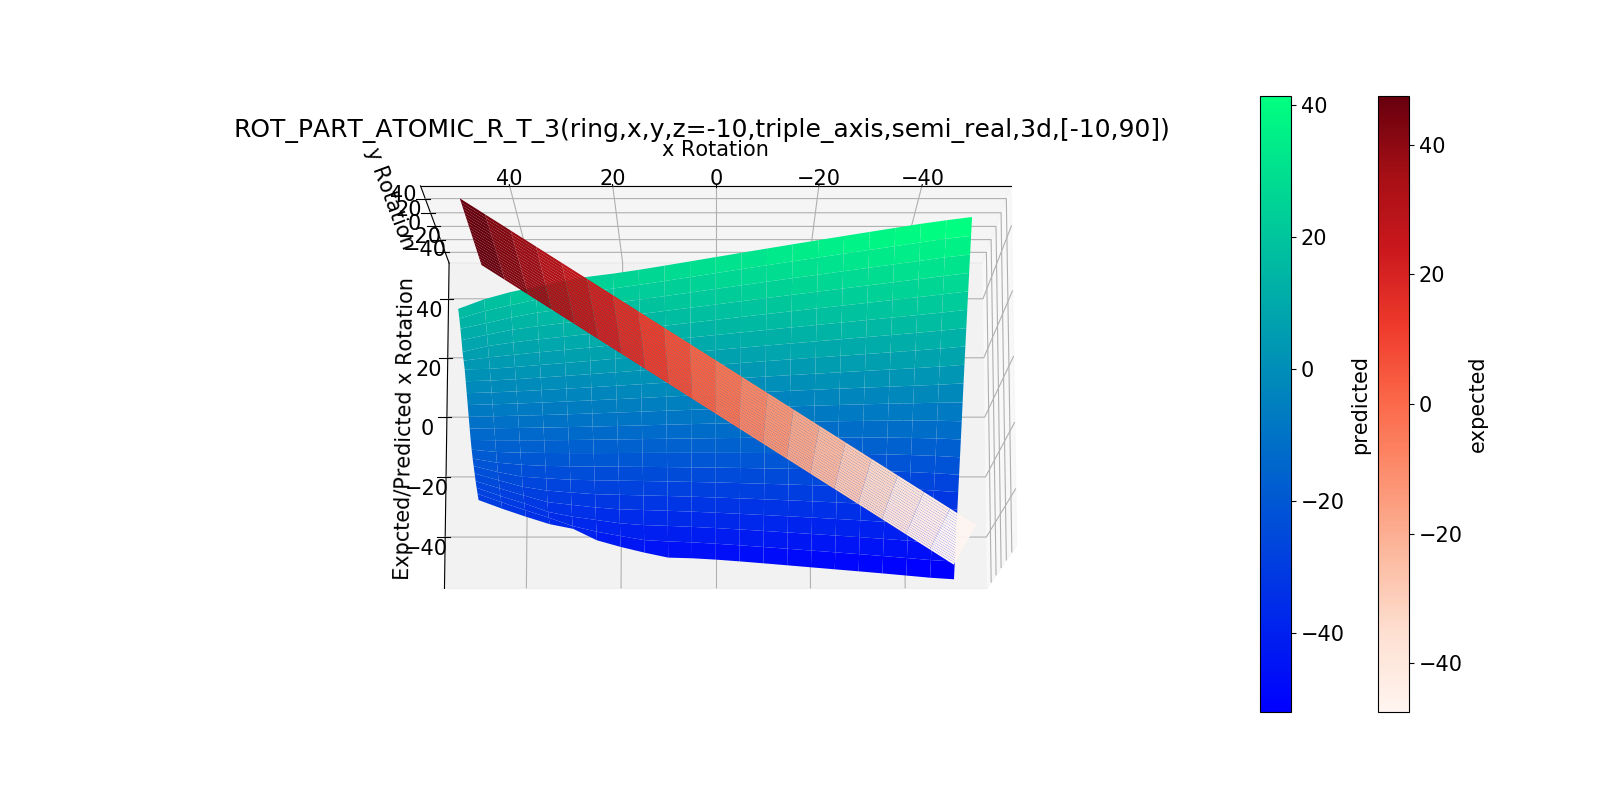 ROT_PART_ATOMIC_R_T_3(ring,x,y,z=-10,triple_axis,semi_real,3d,[-10,90])
x Rotation
40 20 0 −20 −40
y Rotation
40
20
0
−20
−40
Expcted/Predicted x Rotation
40
20
0
−20
−40
40
20
0
−20
−40
predicted
40
20
0
−20
−40
expected